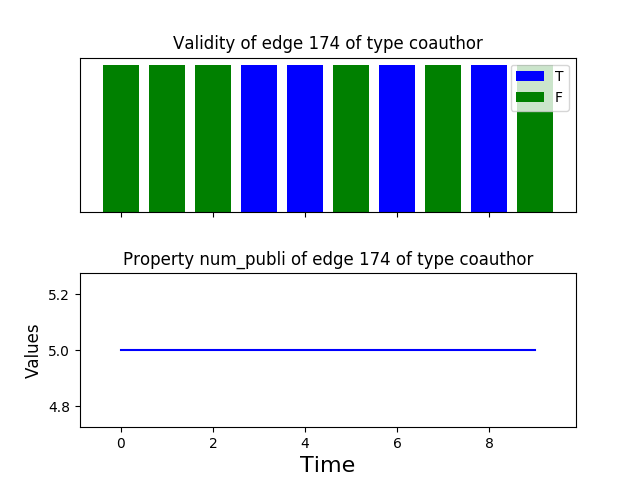 Validity of edge 174 of type coauthor
T
F
Property num_publi of edge 174 of type coauthor
5.2
5.0
4.8
Values
0 2 4 6 8
Time